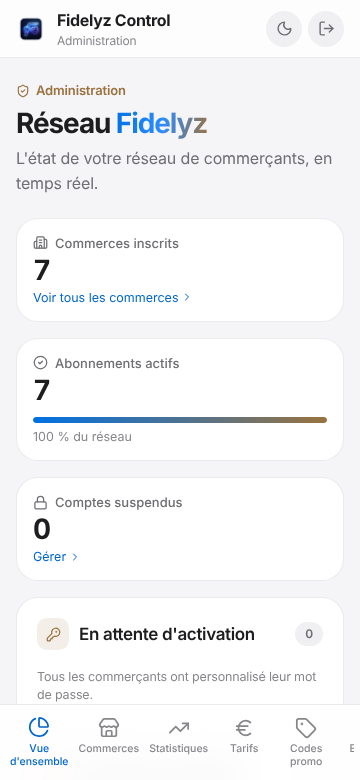 Fidelyz Control
Administration
Administration
Réseau Fidelyz
L'état de votre réseau de commerçants, en
temps réel.
Commerces inscrits
7
Voir tous les commerces
Abonnements actifs
7
100 % du réseau
Comptes suspendus
0
Gérer
En attente d'activation
0
Tous les commerçants ont personnalisé leur mot
de passe.
Vue
d'ensemble
Commerces
Statistiques
Tarifs
Codes
promo